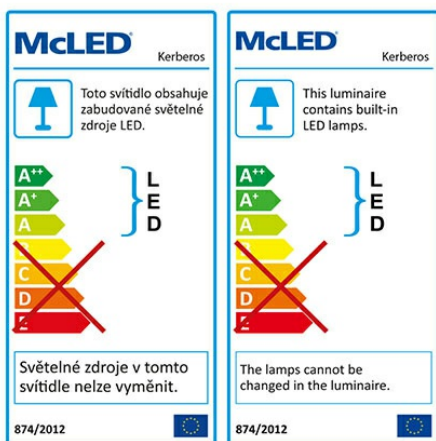 McLED®
Kerberos
Toto svítidlo obsahuje
zabudované světelné
zdroje LED.
A++
A+
A
B
C
D
E
L
E
D
Světelné zdroje v tomto
svítidle nelze vyměnit.
874/2012
McLED®
Kerberos
This luminaire
contains built-in
LED lamps.
A++
A+
A
B
C
D
E
L
E
D
The lamps cannot be
changed in the luminaire.
874/2012